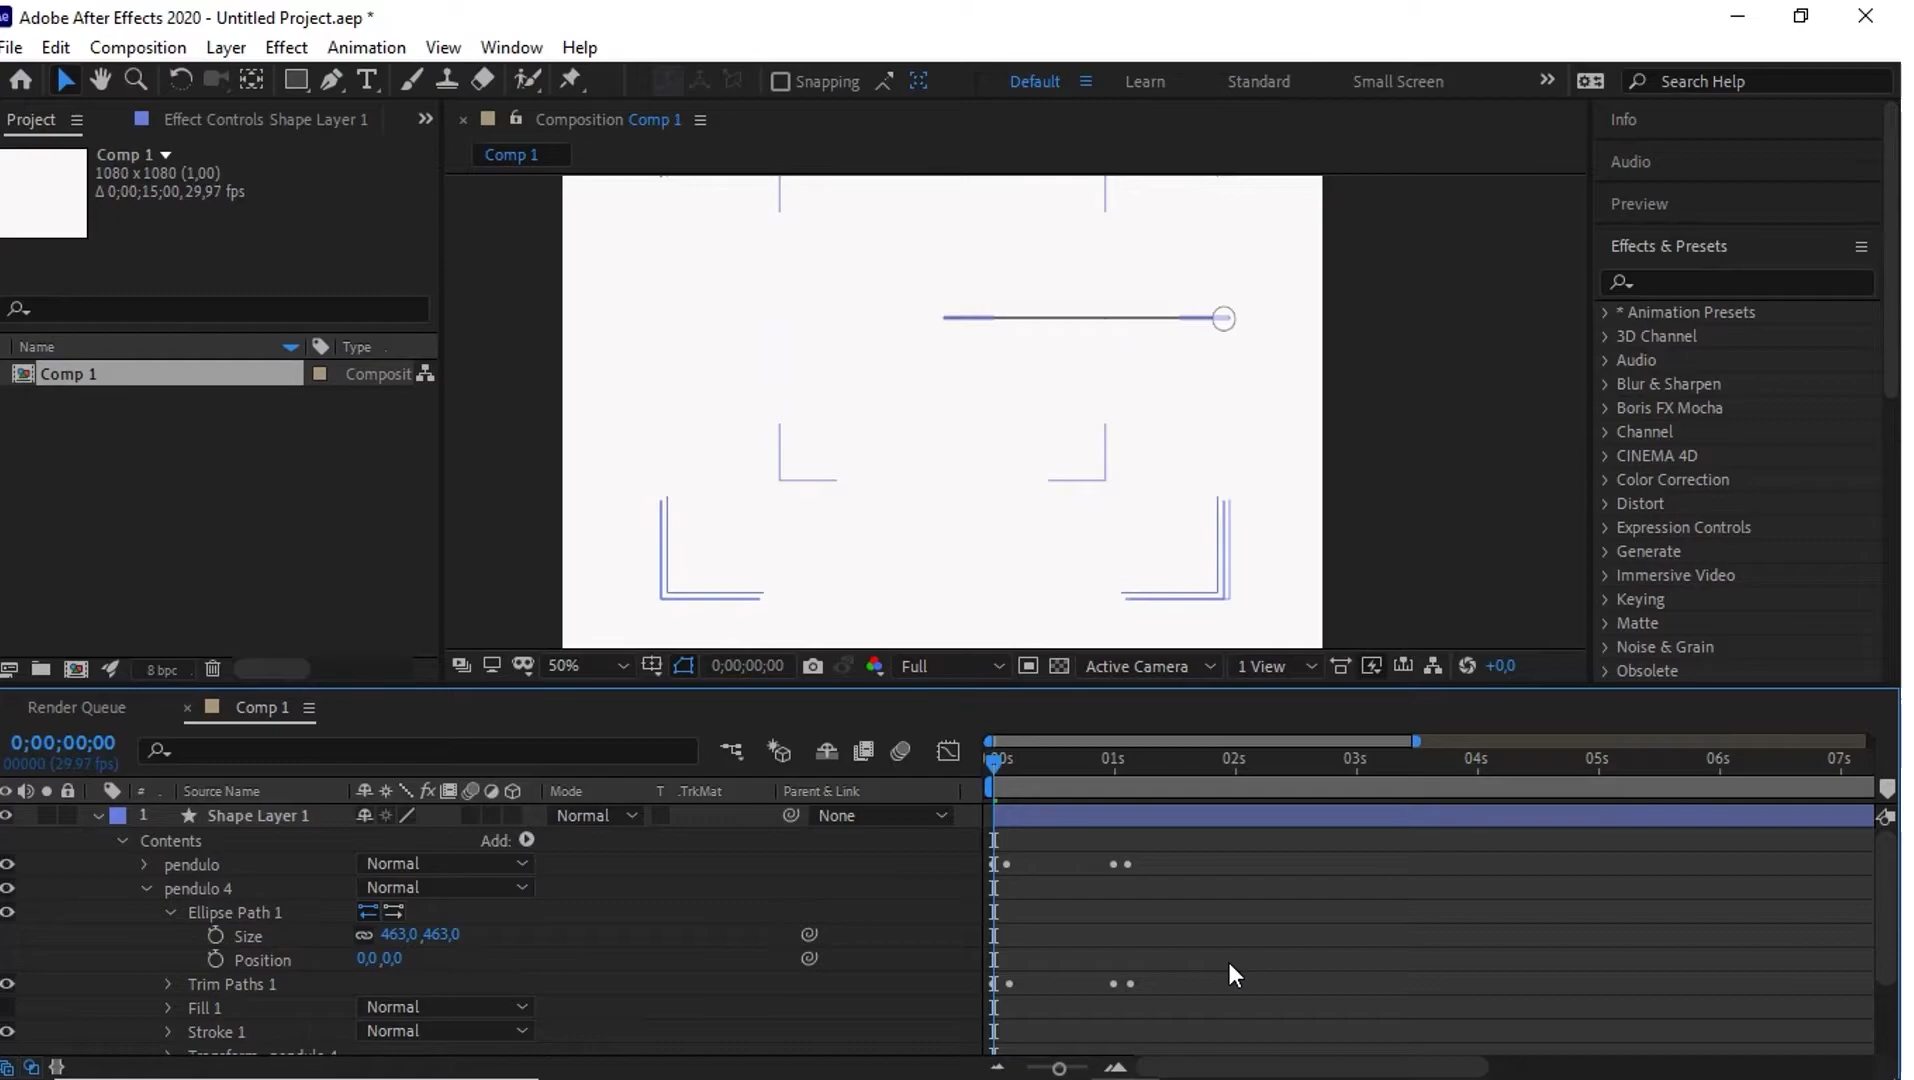 Adobe After Effects 2020 - Untitled Project.aep *
File Edit Composition Layer Effect Animation View Window Help
Snapping Default Learn Standard Small Screen Search Help
Project Effect Controls Shape Layer 1
Composition Comp 1
Info
Comp 1
1080 x 1080 (1,00)
Δ 0;00;15;00, 29,97 fps
Comp 1
Audio
Preview
Effects & Presets
Name Type
Comp 1 Composit
* Animation Presets
3D Channel
Audio
Blur & Sharpen
Boris FX Mocha
Channel
CINEMA 4D
Color Correction
Distort
Expression Controls
Generate
Immersive Video
Keying
Matte
Noise & Grain
Obsolete
8 bpc
50% 0;00;00;00 Full Active Camera 1 View +0,0
Render Queue Comp 1
0;00;00;00
00000 (29.97 fps)
01s 02s 03s 04s 05s 06s 07s
# Source Name fx Mode T .TrkMat Parent & Link
1 Shape Layer 1 Normal None
Contents Add:
pendulo Normal
pendulo 4 Normal
Ellipse Path 1
Size 463,0,463,0
Position 0,0,0,0
Trim Paths 1
Fill 1 Normal
Stroke 1 Normal